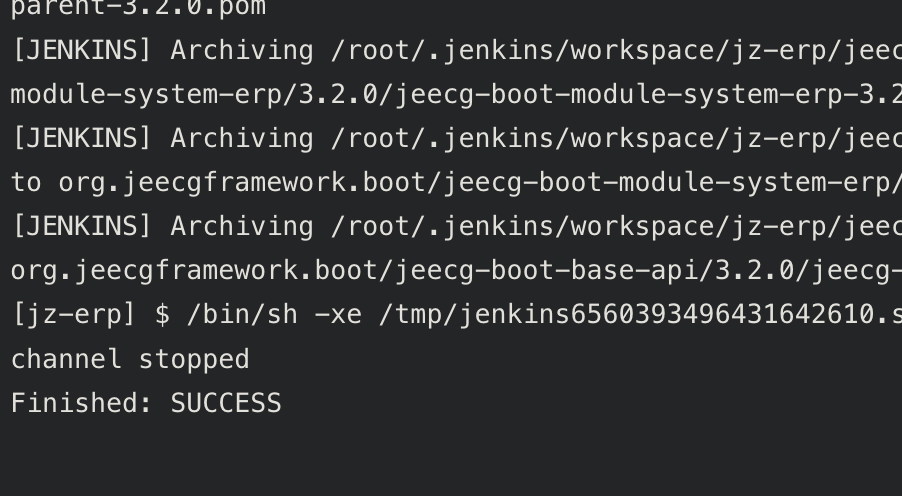 parent-3.2.0.pom
[JENKINS] Archiving /root/.jenkins/workspace/jz-erp/jeec
module-system-erp/3.2.0/jeecg-boot-module-system-erp-3.2
[JENKINS] Archiving /root/.jenkins/workspace/jz-erp/jeec
to org.jeecgframework.boot/jeecg-boot-module-system-erp/
[JENKINS] Archiving /root/.jenkins/workspace/jz-erp/jeec
org.jeecgframework.boot/jeecg-boot-base-api/3.2.0/jeecg-
[jz-erp] $ /bin/sh -xe /tmp/jenkins6560393496431642610.s
channel stopped
Finished: SUCCESS